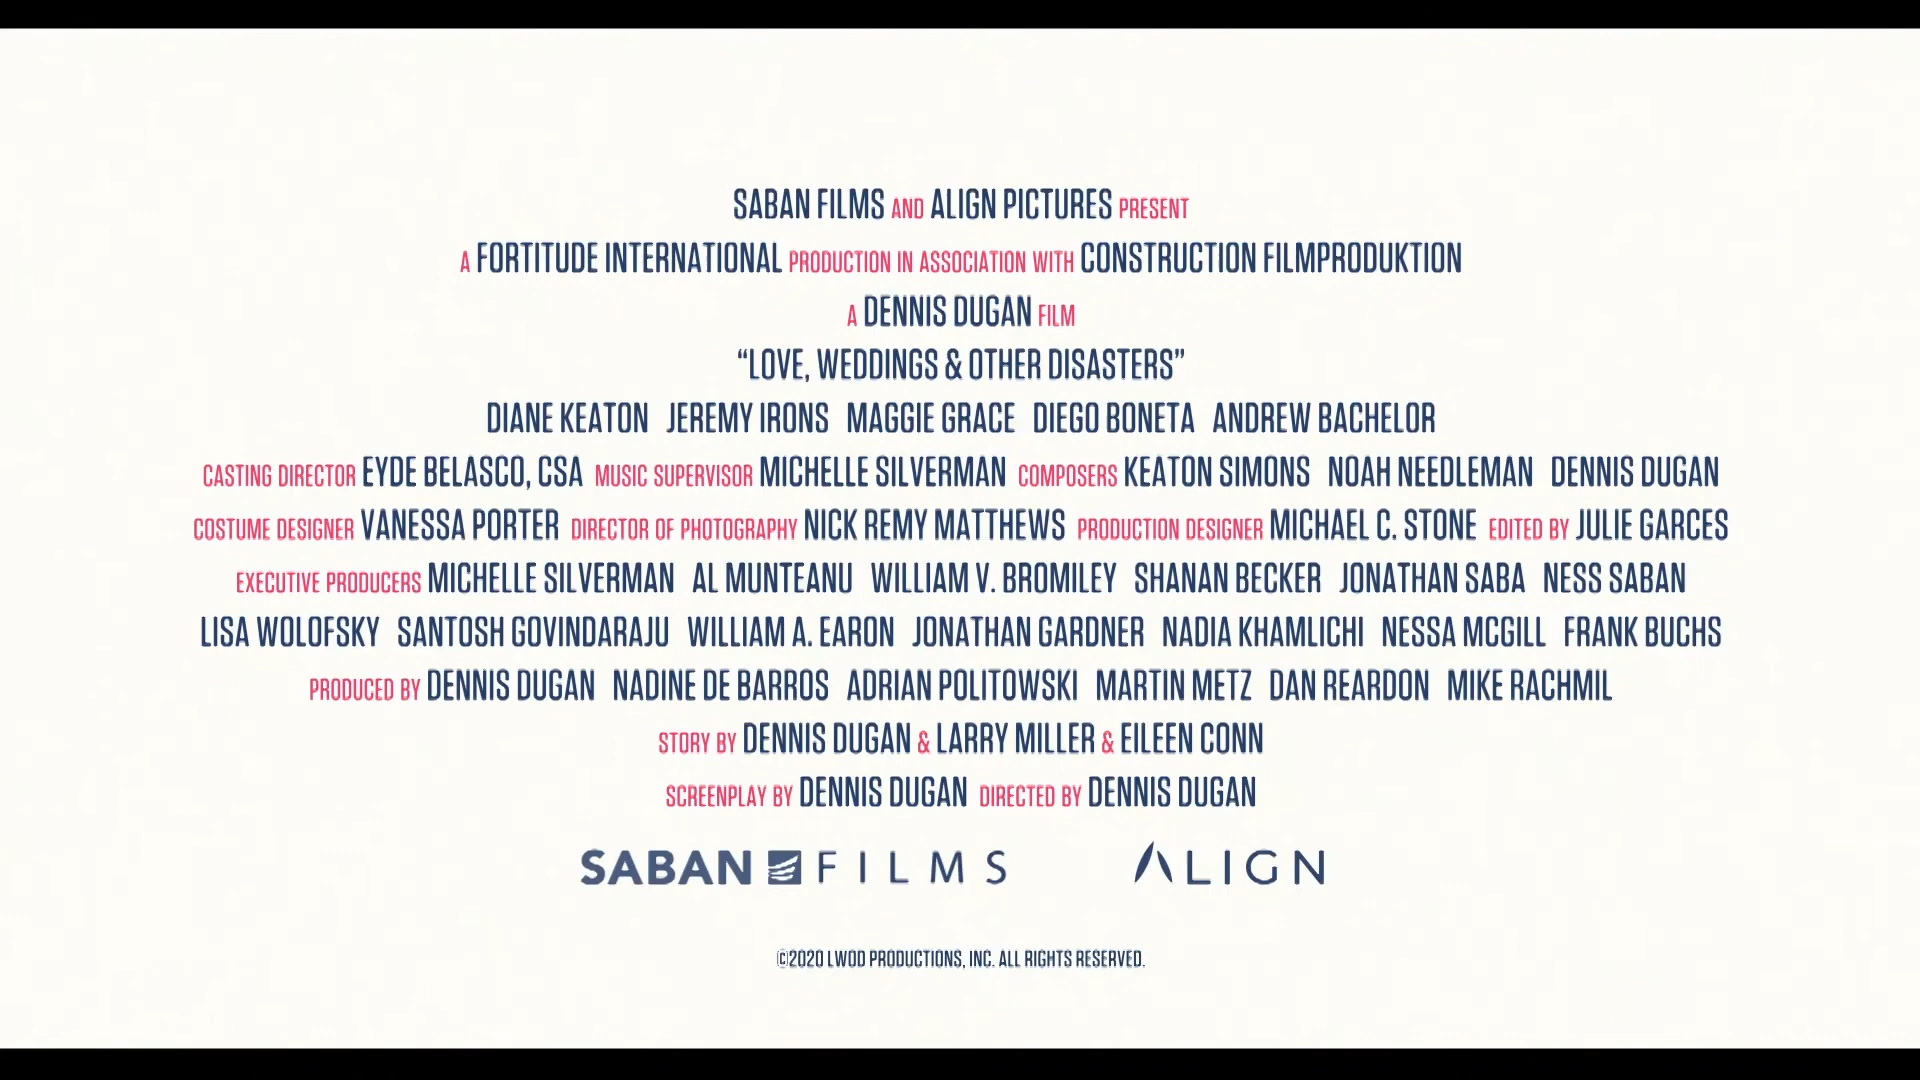 SABAN FILMS AND ALIGN PICTURES PRESENT
A FORTITUDE INTERNATIONAL PRODUCTION IN ASSOCIATION WITH CONSTRUCTION FILMPRODUKTION
A DENNIS DUGAN FILM
“LOVE, WEDDINGS & OTHER DISASTERS”
DIANE KEATON JEREMY IRONS MAGGIE GRACE DIEGO BONETA ANDREW BACHELOR
CASTING DIRECTOR EYDE BELASCO, CSA MUSIC SUPERVISOR MICHELLE SILVERMAN COMPOSERS KEATON SIMONS NOAH NEEDLEMAN DENNIS DUGAN
COSTUME DESIGNER VANESSA PORTER DIRECTOR OF PHOTOGRAPHY NICK REMY MATTHEWS PRODUCTION DESIGNER MICHAEL C. STONE EDITED BY JULIE GARCES
EXECUTIVE PRODUCERS MICHELLE SILVERMAN AL MUNTEANU WILLIAM V. BROMILEY SHANAN BECKER JONATHAN SABA NESS SABAN
LISA WOLOFSKY SANTOSH GOVINDARAJU WILLIAM A. EARON JONATHAN GARDNER NADIA KHAMLICHI NESSA MCGILL FRANK BUCHS
PRODUCED BY DENNIS DUGAN NADINE DE BARROS ADRIAN POLITOWSKI MARTIN METZ DAN REARDON MIKE RACHMIL
STORY BY DENNIS DUGAN & LARRY MILLER & EILEEN CONN
SCREENPLAY BY DENNIS DUGAN DIRECTED BY DENNIS DUGAN
SABAN FILMS ALIGN
©2020 LWOD PRODUCTIONS, INC. ALL RIGHTS RESERVED.